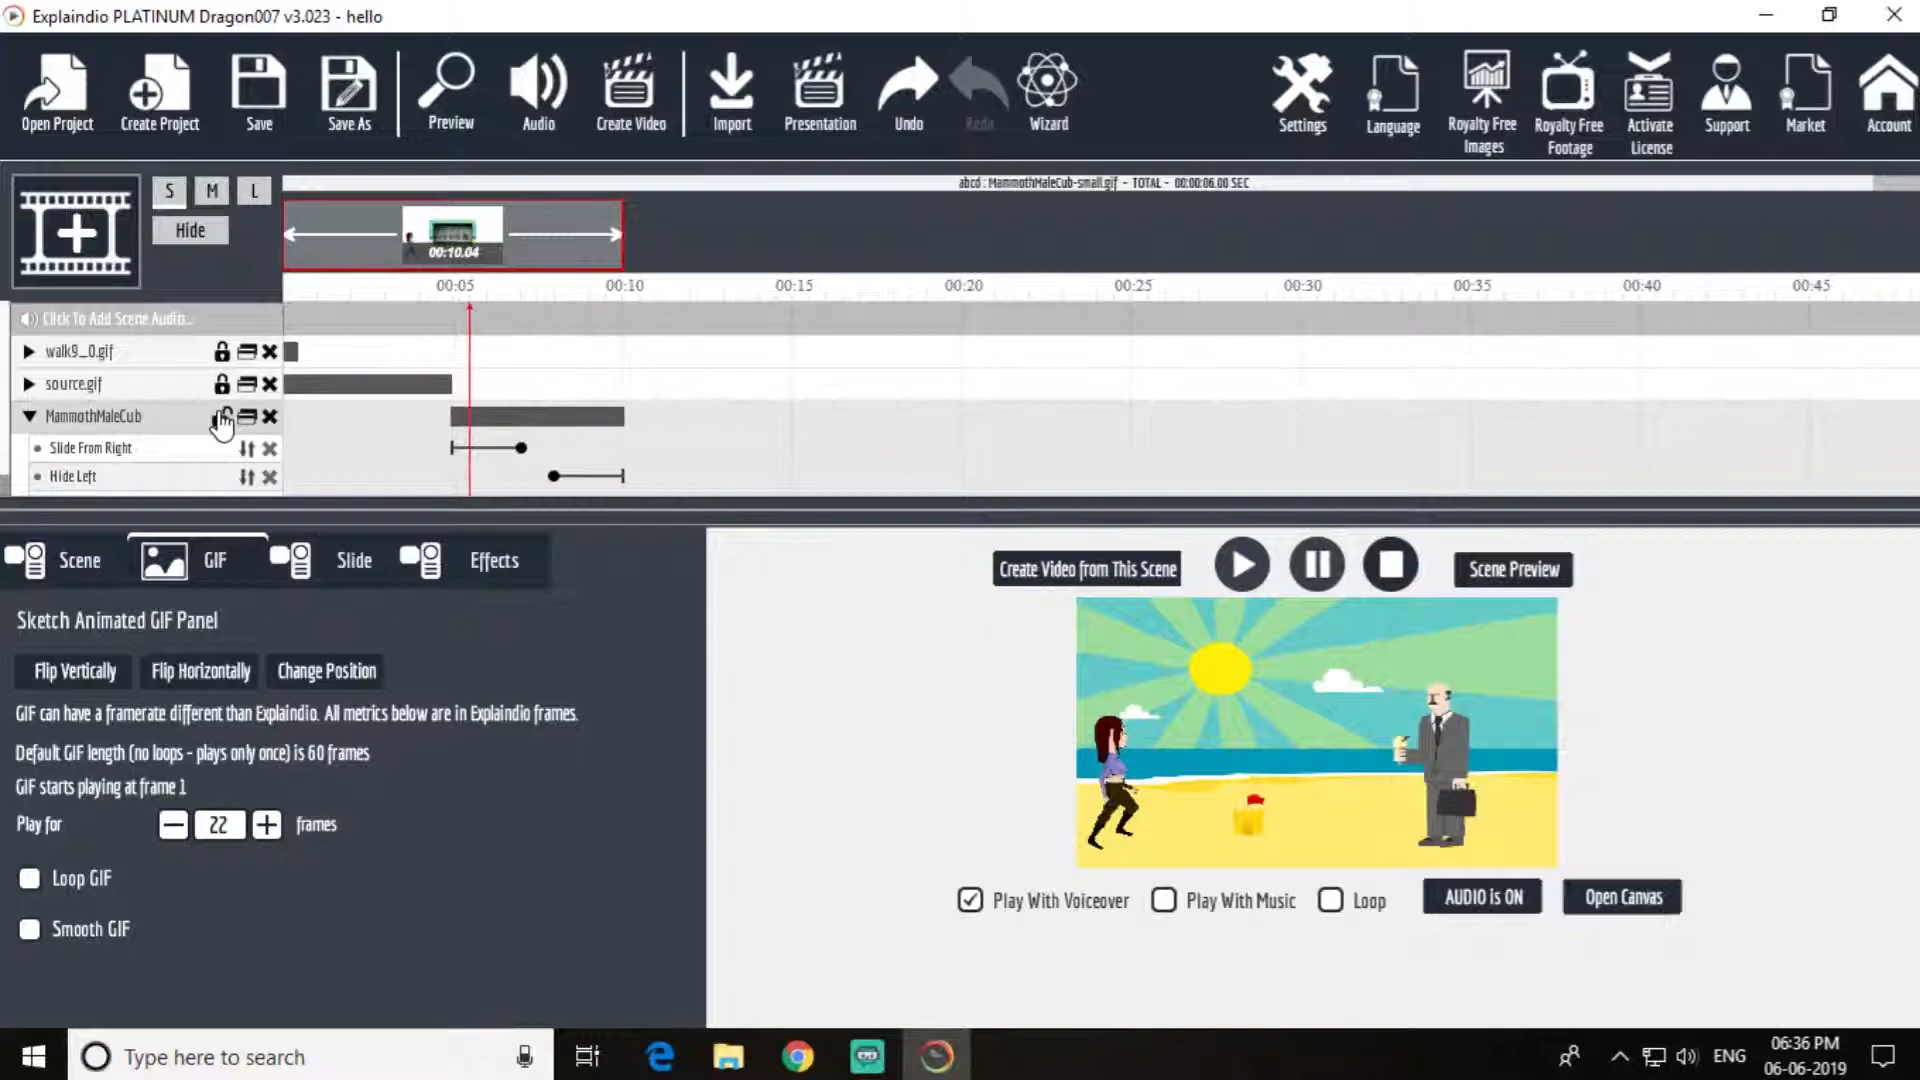 Explaindio PLATINUM Dragon007 v3.023 - hello
Open Project
Create Project
Save
Save As
Preview
Audio
Create Video
Import
Presentation
Undo
Redo
Wizard
Settings
Language
Royalty Free Images
Royalty Free Footage
Activate License
Support
Market
Account
S M L
Hide
abcd : MammothMaleCub-small.gif - TOTAL - 00:00:06.00 SEC
00:10.04
00:05 00:10 00:15 00:20 00:25 00:30 00:35 00:40 00:45
Click To Add Scene Audio...
walk9_0.gif
source.gif
MammothMaleCub
Slide From Right
Hide Left
Scene GIF Slide Effects
Sketch Animated GIF Panel
Flip Vertically Flip Horizontally Change Position
GIF can have a framerate different than Explaindio. All metrics below are in Explaindio frames.
Default GIF length (no loops - plays only once) is 60 frames
GIF starts playing at frame 1
Play for 22 frames
Loop GIF
Smooth GIF
Create Video from This Scene
Scene Preview
Play With Voiceover Play With Music Loop AUDIO is ON Open Canvas
Type here to search
ENG
06:36 PM
06-06-2019